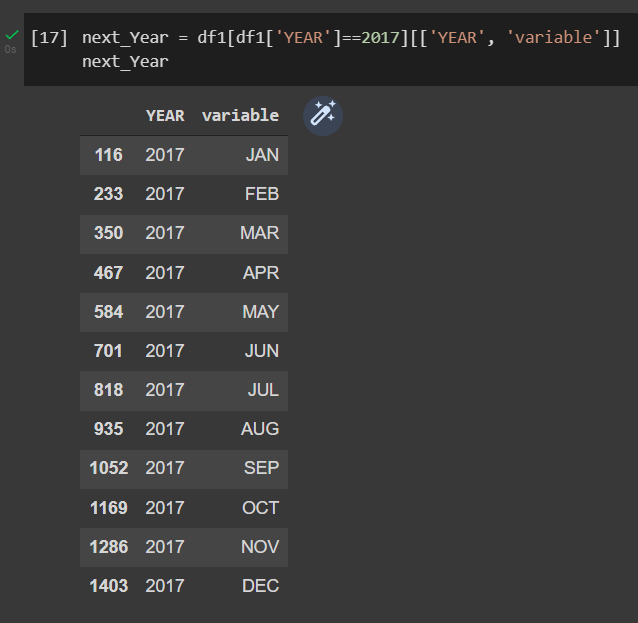 [17] next_Year = df1[df1['YEAR']==2017][['YEAR', 'variable']]
0s
next_Year
YEAR variable
116 2017 JAN
233 2017 FEB
350 2017 MAR
467 2017 APR
584 2017 MAY
701 2017 JUN
818 2017 JUL
935 2017 AUG
1052 2017 SEP
1169 2017 OCT
1286 2017 NOV
1403 2017 DEC